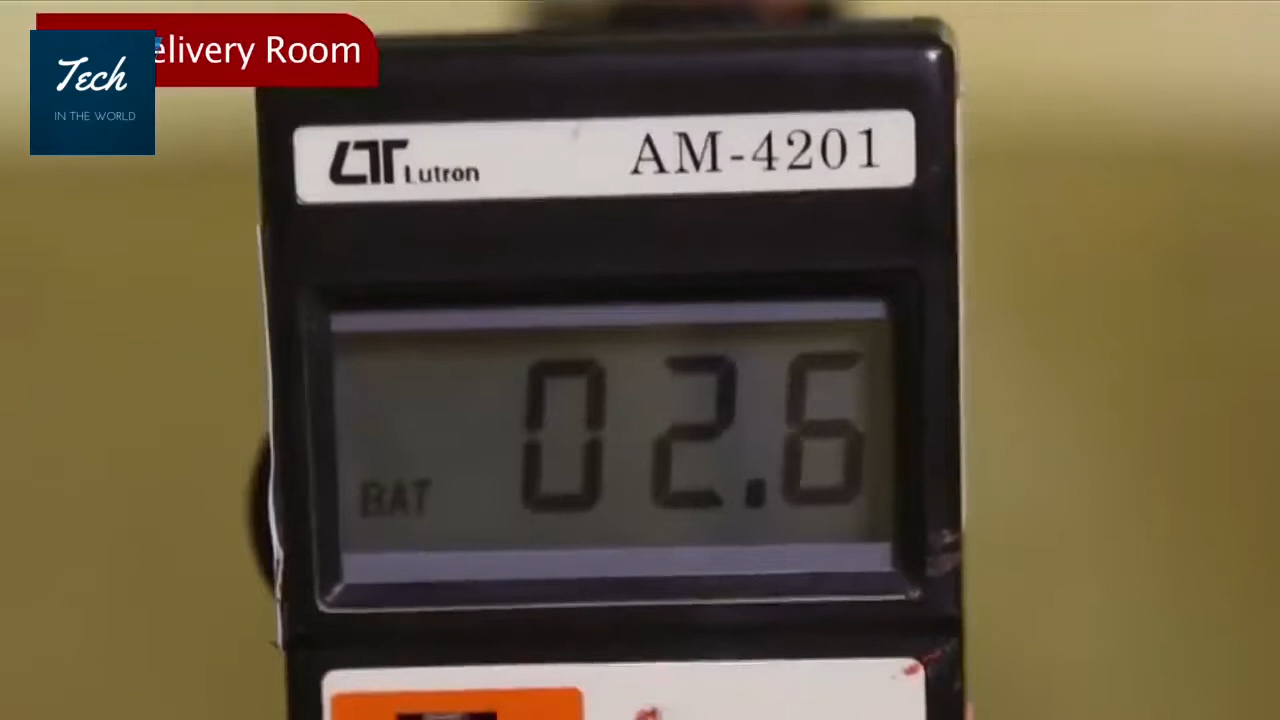 elivery Room
Tech
IN THE WORLD
LT Lutron
AM-4201
02.6
BAT